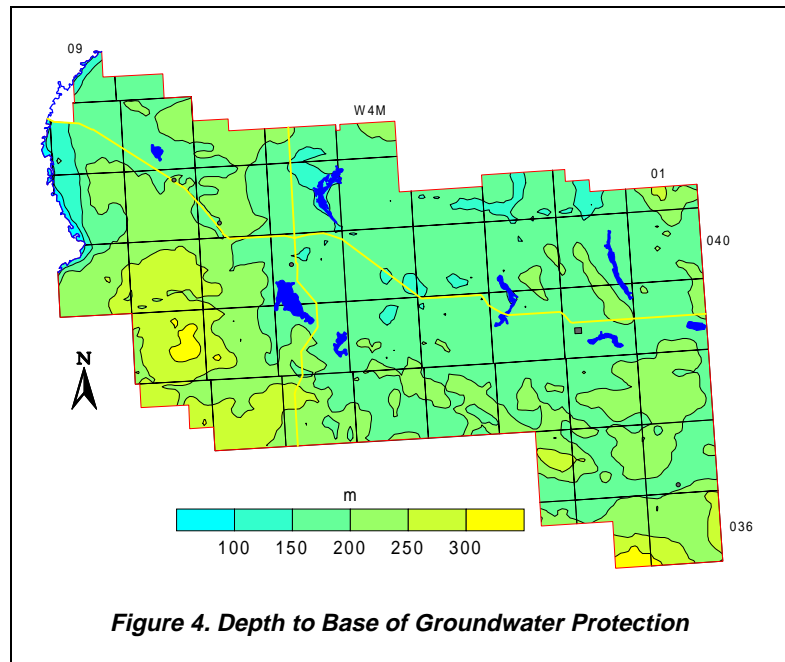 09
W4M
01
040
N
m
100 150 200 250 300
036
Figure 4. Depth to Base of Groundwater Protection